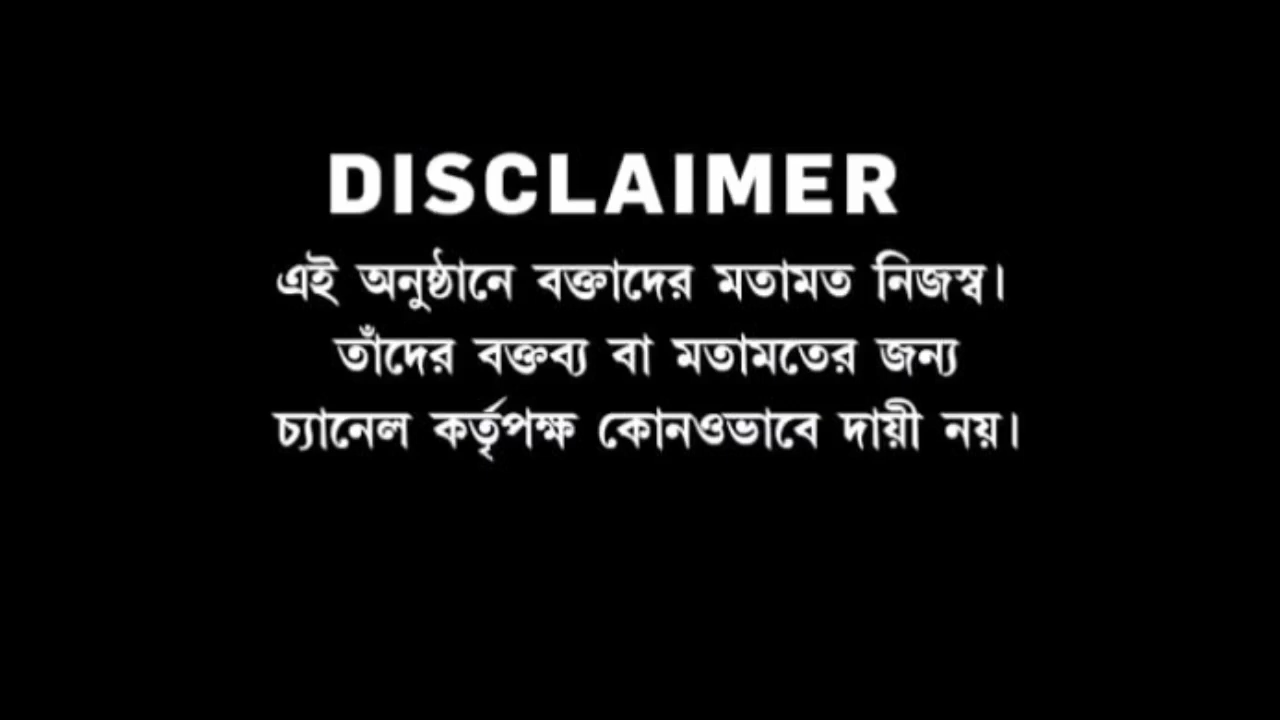 DISCLAIMER
এই অনুষ্ঠানে বক্তাদের মতামত নিজস্ব।
তাঁদের বক্তব্য বা মতামতের জন্য
চ্যানেল কর্তৃপক্ষ কোনওভাবে দায়ী নয়।